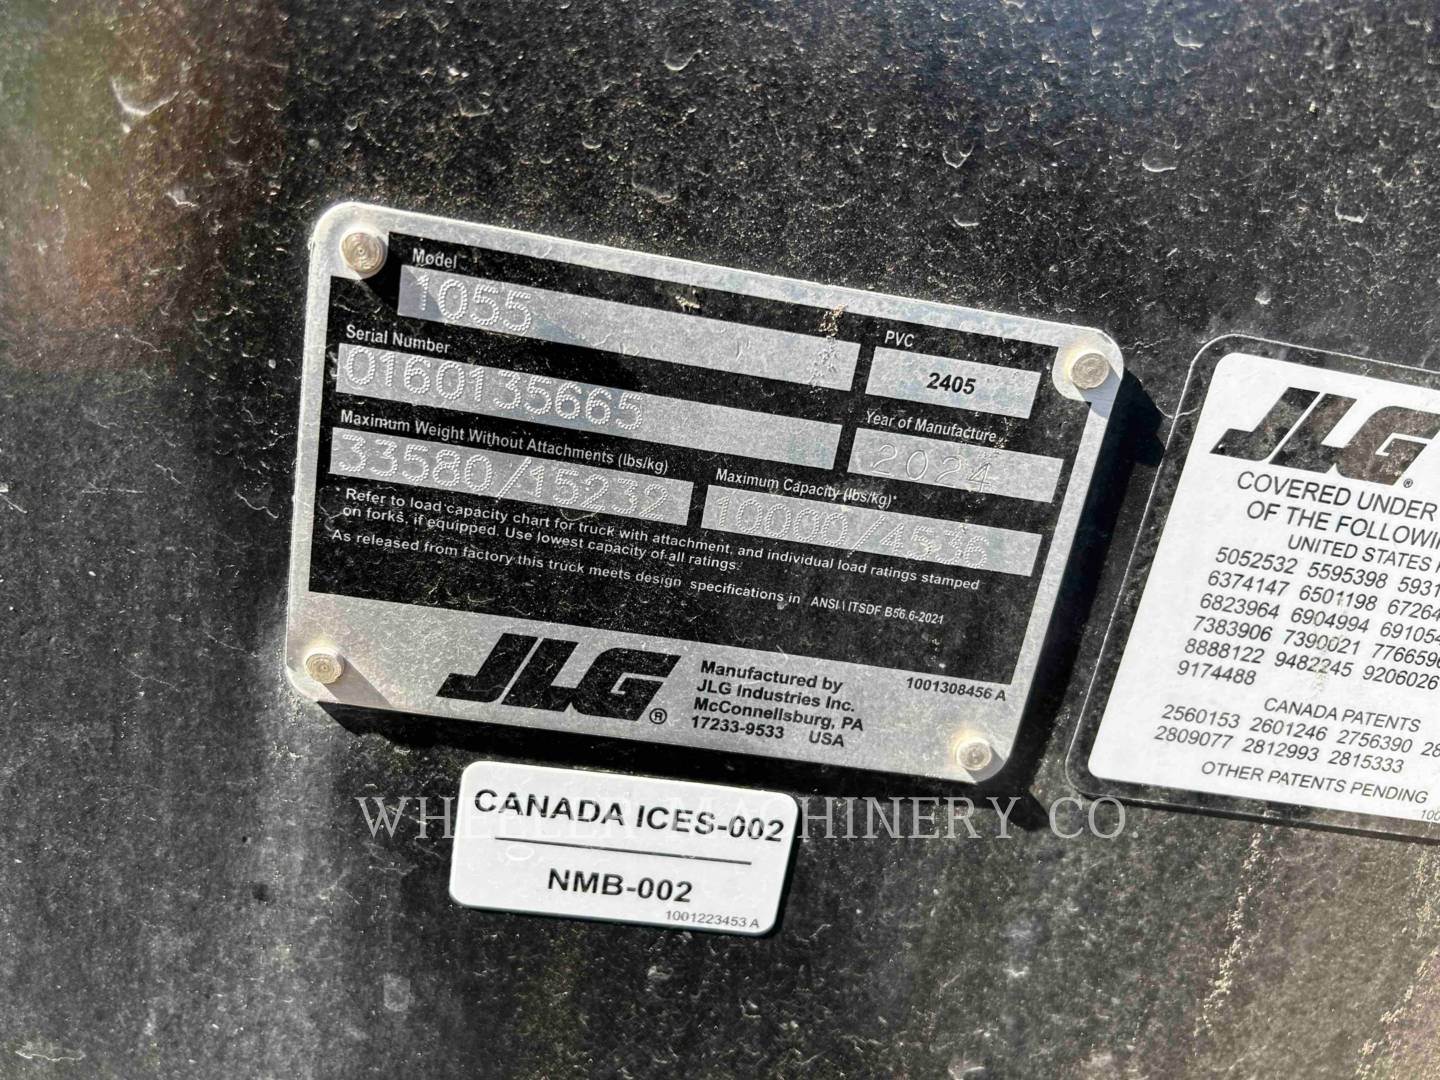 Model
1055
PVC
2405
Serial Number
0160135665
Year of Manufacture
2024
Maximum Weight Without Attachments (lbs/kg)
33580/15232
Maximum Capacity (lbs/kg)*
10000/4536
* Refer to load capacity chart for truck with attachment, and individual load ratings stamped
on forks, if equipped. Use lowest capacity of all ratings.
As released from factory this truck meets design specifications in ANSI \ ITSDF B56.6-2021
JLG®
Manufactured by
JLG Industries Inc.
McConnellsburg, PA
17233-9533 USA
1001308456 A
CANADA ICES-002
NMB-002
1001223453 A
JLG®
COVERED UNDER
OF THE FOLLOWI
UNITED STATES
5052532 5595398 5931
6374147 6501198 67264
6823964 6904994 69105
7383906 7390021 776659
8888122 9482245 9206026
9174488
CANADA PATENTS
2560153 2601246 2756390 28
2809077 2812993 2815333
OTHER PATENTS PENDING
100
WHEELER MACHINERY CO